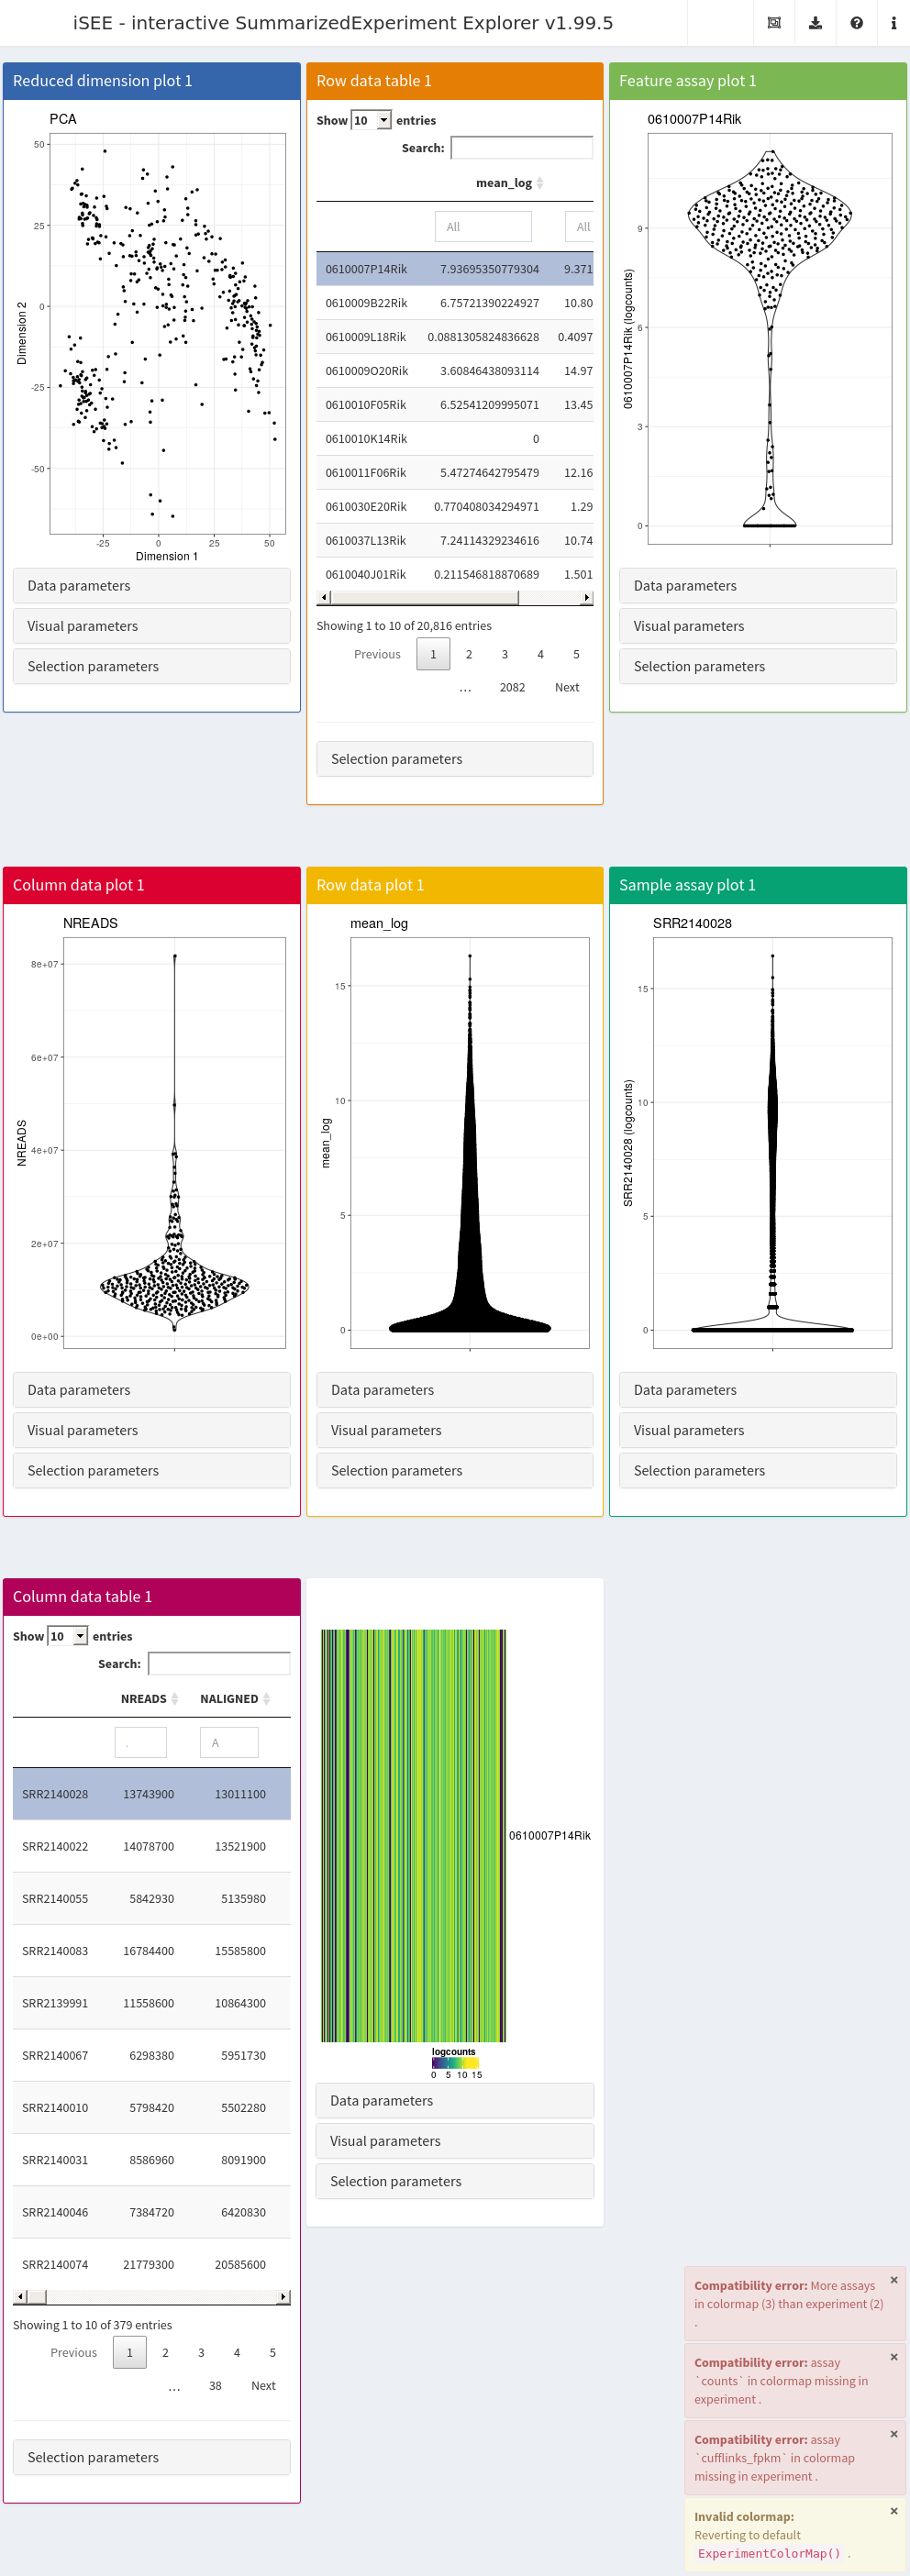 iSEE - interactive SummarizedExperiment Explorer v1.99.5
Reduced dimension plot 1
PCA
50
25
0
-25
-50
Dimension 2
-25 0 25 50
Dimension 1
Data parameters
Visual parameters
Selection parameters
Row data table 1
Show 10 entries
Search:
mean_log
All All
0610007P14Rik 7.93695350779304 9.371
0610009B22Rik 6.75721390224927 10.80
0610009L18Rik 0.0881305824836628 0.4097
0610009O20Rik 3.60846438093114 14.97
0610010F05Rik 6.52541209995071 13.45
0610010K14Rik 0
0610011F06Rik 5.47274642795479 12.16
0610030E20Rik 0.770408034294971 1.29
0610037L13Rik 7.24114329234616 10.74
0610040J01Rik 0.211546818870689 1.501
Showing 1 to 10 of 20,816 entries
Previous 1 2 3 4 5
... 2082 Next
Selection parameters
Feature assay plot 1
0610007P14Rik
9
6
3
0
0610007P14Rik (logcounts)
Data parameters
Visual parameters
Selection parameters
Column data plot 1
NREADS
8e+07
6e+07
4e+07
2e+07
0e+00
NREADS
Data parameters
Visual parameters
Selection parameters
Row data plot 1
mean_log
15
10
5
0
mean_log
Data parameters
Visual parameters
Selection parameters
Sample assay plot 1
SRR2140028
15
10
5
0
SRR2140028 (logcounts)
Data parameters
Visual parameters
Selection parameters
Column data table 1
Show 10 entries
Search:
NREADS NALIGNED
. A
SRR2140028 13743900 13011100
SRR2140022 14078700 13521900
SRR2140055 5842930 5135980
SRR2140083 16784400 15585800
SRR2139991 11558600 10864300
SRR2140067 6298380 5951730
SRR2140010 5798420 5502280
SRR2140031 8586960 8091900
SRR2140046 7384720 6420830
SRR2140074 21779300 20585600
Showing 1 to 10 of 379 entries
Previous 1 2 3 4 5
... 38 Next
Selection parameters
0610007P14Rik
logcounts
0 5 10 15
Data parameters
Visual parameters
Selection parameters
Compatibility error: More assays
in colormap (3) than experiment (2)
.
Compatibility error: assay
`counts` in colormap missing in
experiment .
Compatibility error: assay
`cufflinks_fpkm` in colormap
missing in experiment .
Invalid colormap:
Reverting to default
ExperimentColorMap() .